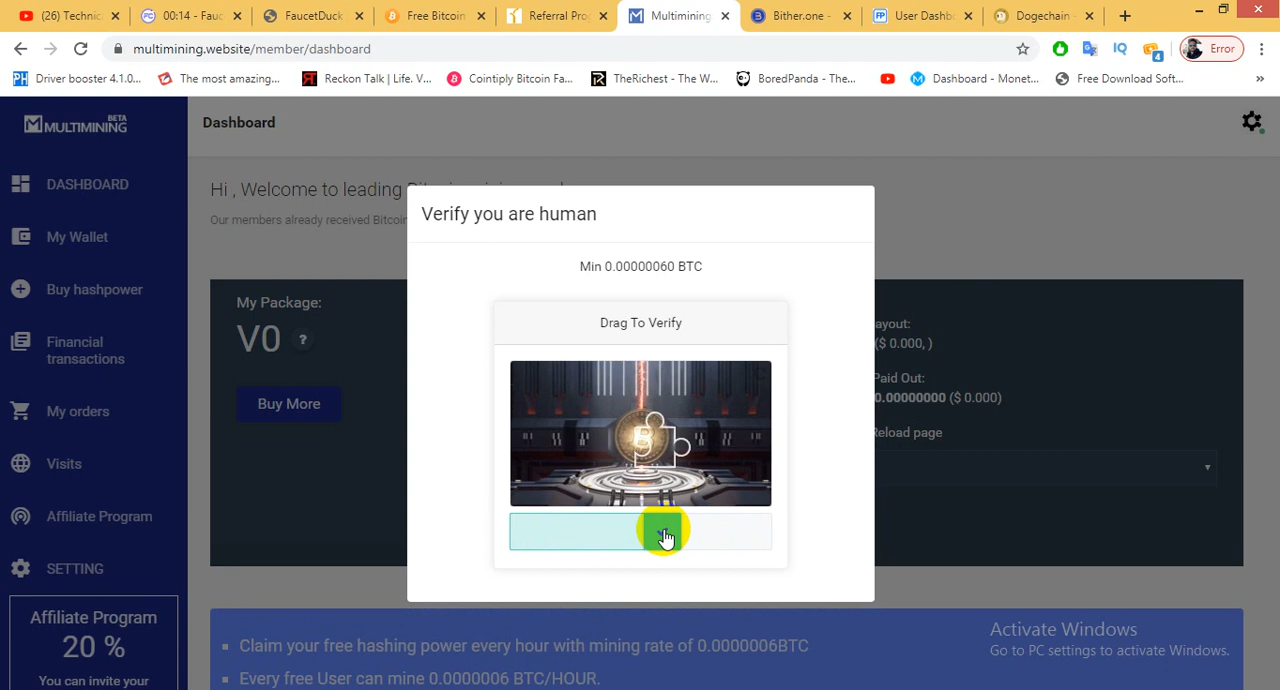 (26) Technic
00:14 - Fauc
FaucetDuck
Free Bitcoin
Referral Pro
Multimining
Bither.one -
User Dashb
Dogechain -
multimining.website/member/dashboard
Error
Driver booster 4.1.0...
The most amazing...
Reckon Talk | Life. V...
Cointiply Bitcoin Fa...
TheRichest - The W...
BoredPanda - The...
Dashboard - Monet...
Free Download Soft...
»
MULTIMINING BETA
Dashboard
DASHBOARD
My Wallet
Buy hashpower
Financial
transactions
My orders
Visits
Affiliate Program
SETTING
Affiliate Program
20 %
You can invite your
Hi , Welcome to leading
Our members already received Bitcoin
My Package:
V0 ?
Buy More
Verify you are human
Min 0.00000060 BTC
Drag To Verify
ayout:
($ 0.000, )
Paid Out:
0.00000000 ($ 0.000)
Reload page
Claim your free hashing power every hour with mining rate of 0.0000006BTC
Every free User can mine 0.0000006 BTC/HOUR.
Activate Windows
Go to PC settings to activate Windows.